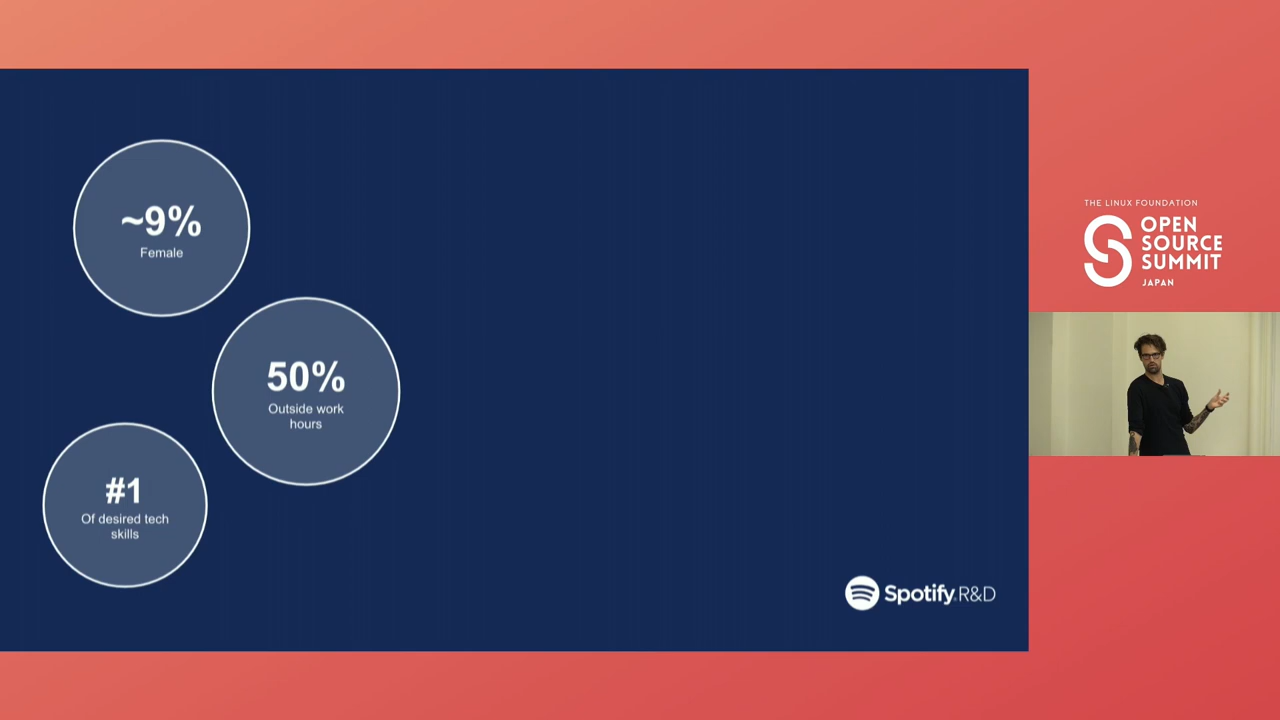 ~9%
Female
50%
Outside work
hours
#1
Of desired tech
skills
Spotify R&D
THE LINUX FOUNDATION
OPEN
SOURCE
SUMMIT
JAPAN